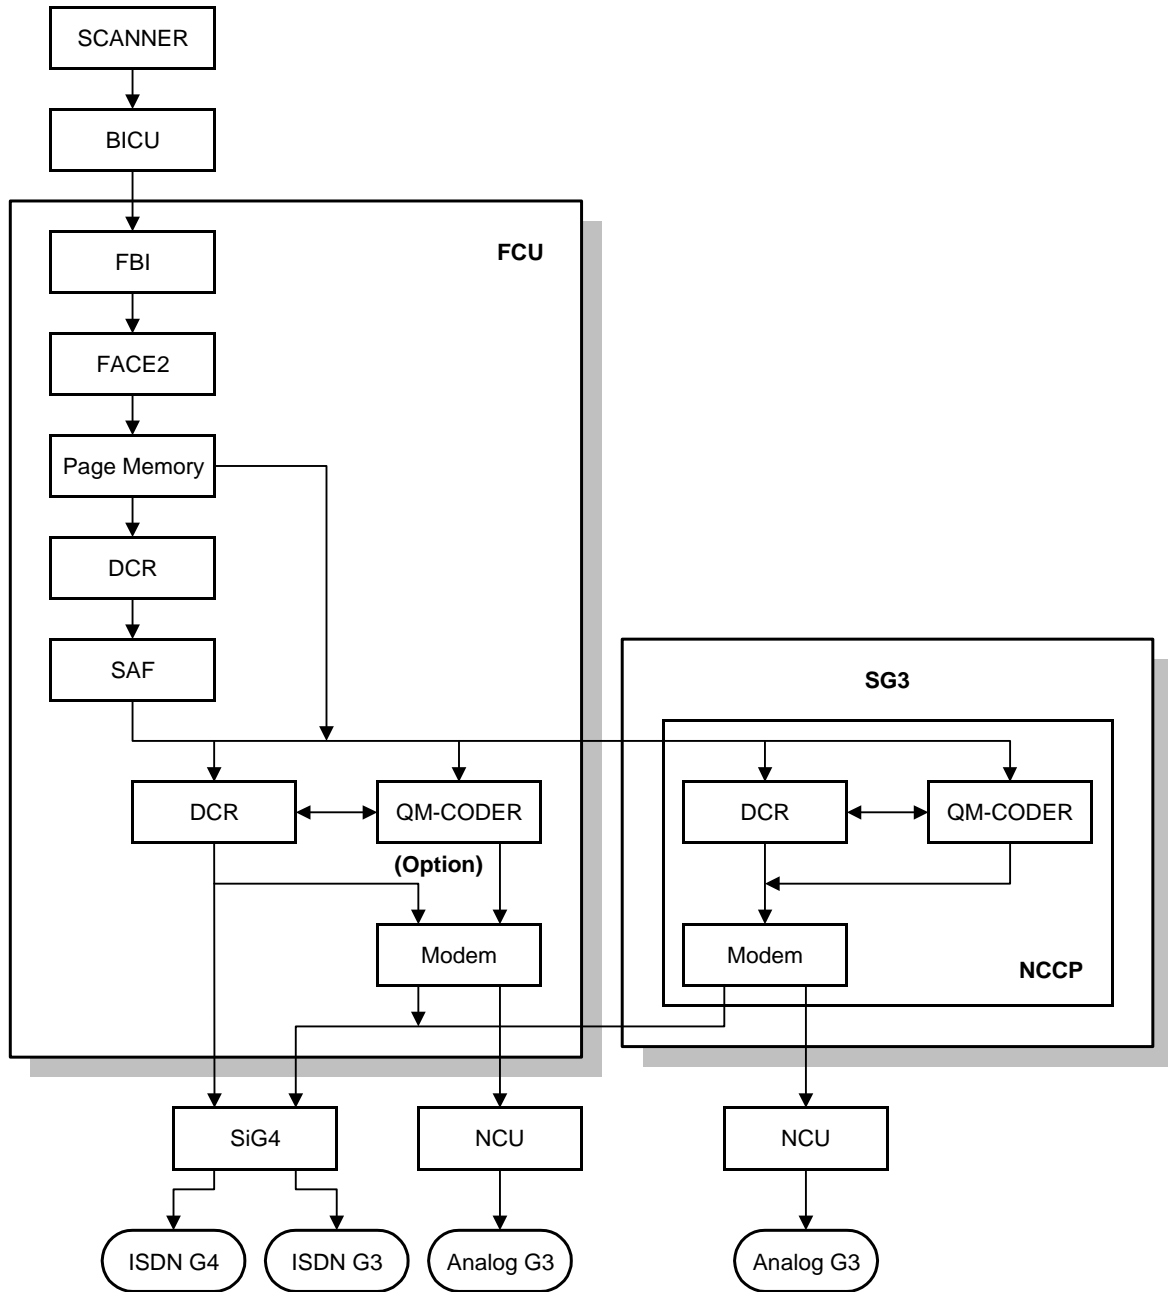 SCANNER
BICU
FBI
FCU
FACE2
Page Memory
DCR
SAF
SG3
DCR
QM-CODER
DCR
QM-CODER
(Option)
Modem
Modem
NCCP
SiG4
NCU
NCU
ISDN G4
ISDN G3
Analog G3
Analog G3